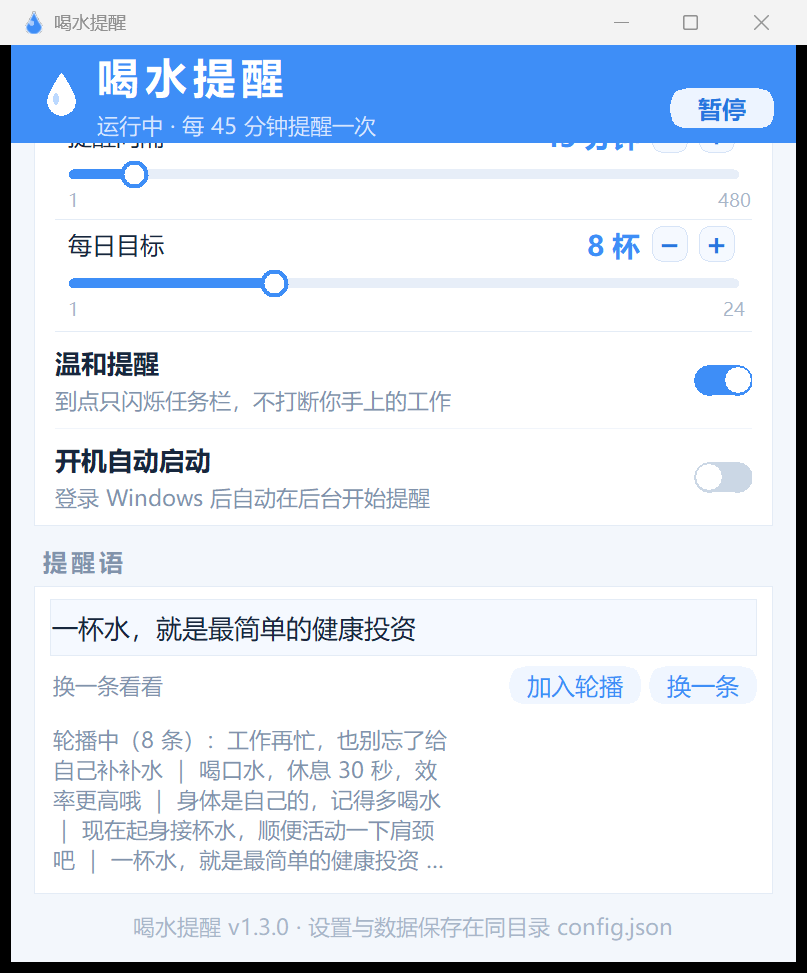 喝水提醒
喝水提醒
运行中 · 每 45 分钟提醒一次
暂停
1
480
每日目标
8 杯
1
24
温和提醒
到点只闪烁任务栏，不打断你手上的工作
开机自动启动
登录 Windows 后自动在后台开始提醒
提醒语
一杯水，就是最简单的健康投资
换一条看看
加入轮播
换一条
轮播中（8 条）：工作再忙，也别忘了给
自己补补水 ｜ 喝口水，休息 30 秒，效
率更高哦 ｜ 身体是自己的，记得多喝水
｜ 现在起身接杯水，顺便活动一下肩颈
吧 ｜ 一杯水，就是最简单的健康投资 ...
喝水提醒 v1.3.0 · 设置与数据保存在同目录 config.json